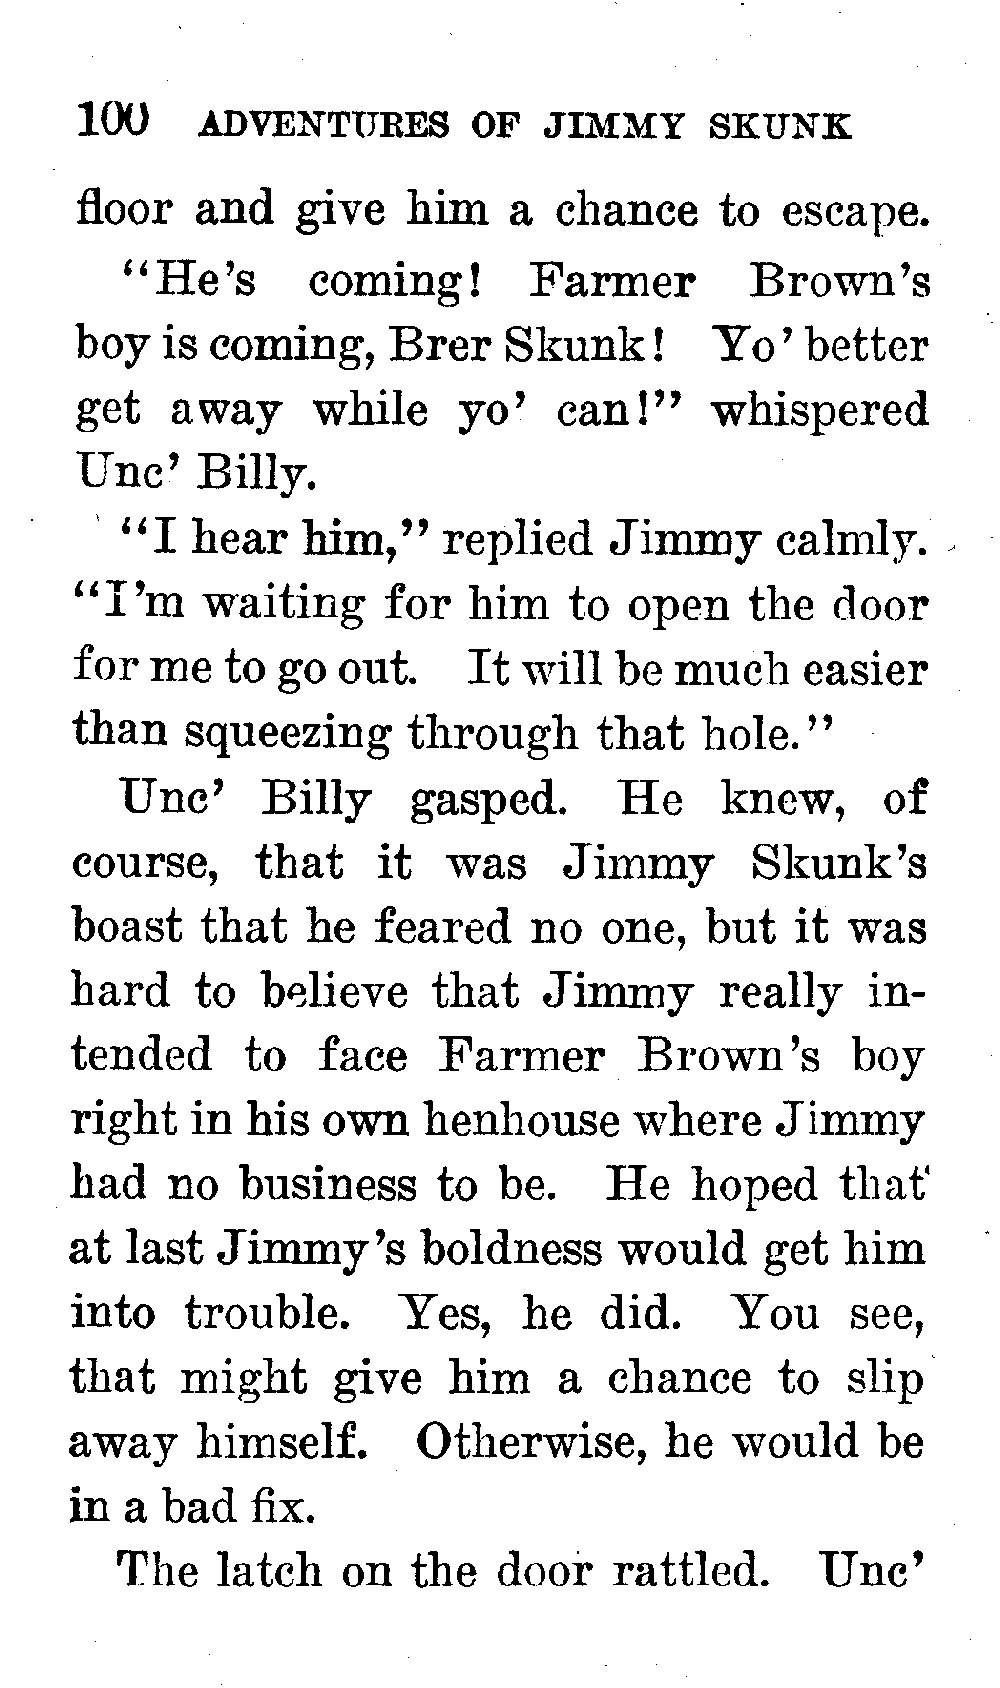 100 ADVENTURES OF JIMMY SKUNK
floor and give him a chance to escape.
“He’s coming! Farmer Brown’s
boy is coming, Brer Skunk! Yo’ better
get away while yo’ can!” whispered
Unc’ Billy.
“I hear him,” replied Jimmy calmly.
“I’m waiting for him to open the door
for me to go out. It will be much easier
than squeezing through that hole.”
Unc’ Billy gasped. He knew, of
course, that it was Jimmy Skunk’s
boast that he feared no one, but it was
hard to believe that Jimmy really in-
tended to face Farmer Brown’s boy
right in his own henhouse where Jimmy
had no business to be. He hoped that
at last Jimmy’s boldness would get him
into trouble. Yes, he did. You see,
that might give him a chance to slip
away himself. Otherwise, he would be
in a bad fix.
The latch on the door rattled. Unc’